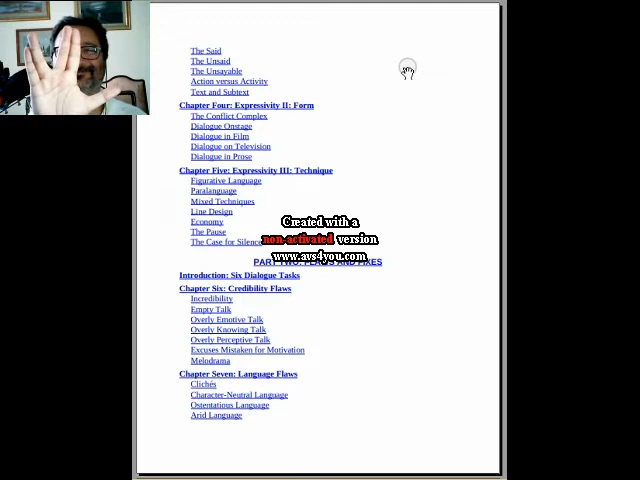 The Said
The Unsaid
The Unsayable
Action versus Activity
Text and Subtext
Chapter Four: Expressivity II: Form
The Conflict Complex
Dialogue Onstage
Dialogue in Film
Dialogue on Television
Dialogue in Prose
Chapter Five: Expressivity III: Technique
Figurative Language
Paralanguage
Mixed Techniques
Line Design
Economy
The Pause
The Case for Silence
Created with a
non-activated version
www.avs4you.com
PART TWO: FLAWS AND FIXES
Introduction: Six Dialogue Tasks
Chapter Six: Credibility Flaws
Incredibility
Empty Talk
Overly Emotive Talk
Overly Knowing Talk
Overly Perceptive Talk
Excuses Mistaken for Motivation
Melodrama
Chapter Seven: Language Flaws
Clichés
Character-Neutral Language
Ostentatious Language
Arid Language